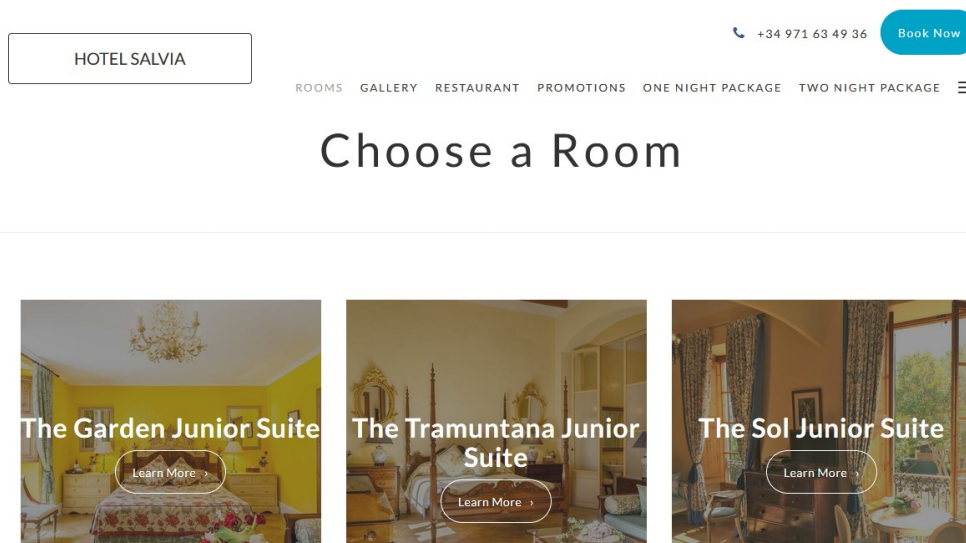 +34 971 63 49 36
Book Now
HOTEL SALVIA
ROOMS GALLERY RESTAURANT PROMOTIONS ONE NIGHT PACKAGE TWO NIGHT PACKAGE
Choose a Room
The Garden Junior Suite
Learn More ›
The Tramuntana Junior
Suite
Learn More ›
The Sol Junior Suite
Learn More ›